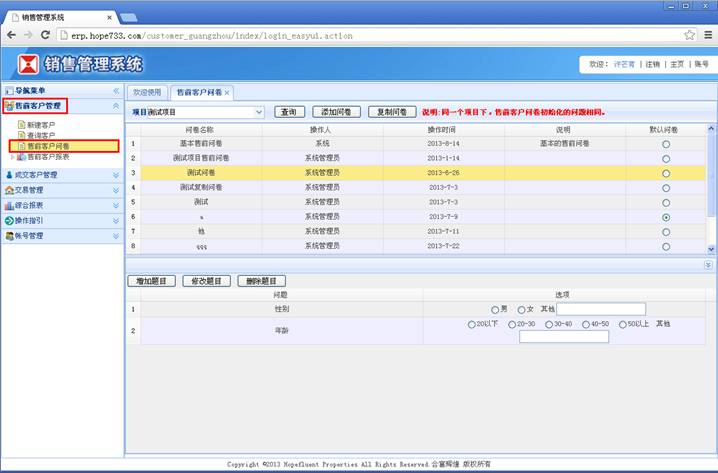 销售管理系统
erp.hope733.com/customer_guangzhou/index/login_easyui.action
销售管理系统
欢迎: 许芒育 | 注销 | 主页 | 账号
导航菜单
售前客户管理
新建客户
查询客户
售前客户问卷
售前客户报表
成交客户管理
交易管理
综合报表
操作指引
帐号管理
欢迎使用 售前客户问卷
项目 测试项目 查询 添加问卷 复制问卷 说明:同一个项目下,售前客户问卷初始化的问题相同。
问卷名称 操作人 操作时间 说明 默认问卷
1 基本售前问卷 系统 2013-8-14 基本的售前问卷
2 测试项目售前问卷 系统管理员 2013-1-14
3 测试问卷 系统管理员 2013-6-26
4 测试复制问卷 系统管理员 2013-7-3
5 测试 系统管理员 2013-7-3
6 a 系统管理员 2013-7-9
7 他 系统管理员 2013-7-11
8 qqq 系统管理员 2013-7-22
增加题目 修改题目 删除题目
问题 选项
1 性别 男 女 其他
2 年龄 20以下 20-30 30-40 40-50 50以上 其他
Copyright ©2013 Hopefluent Properties All Rights Reserved.合富辉煌 版权所有